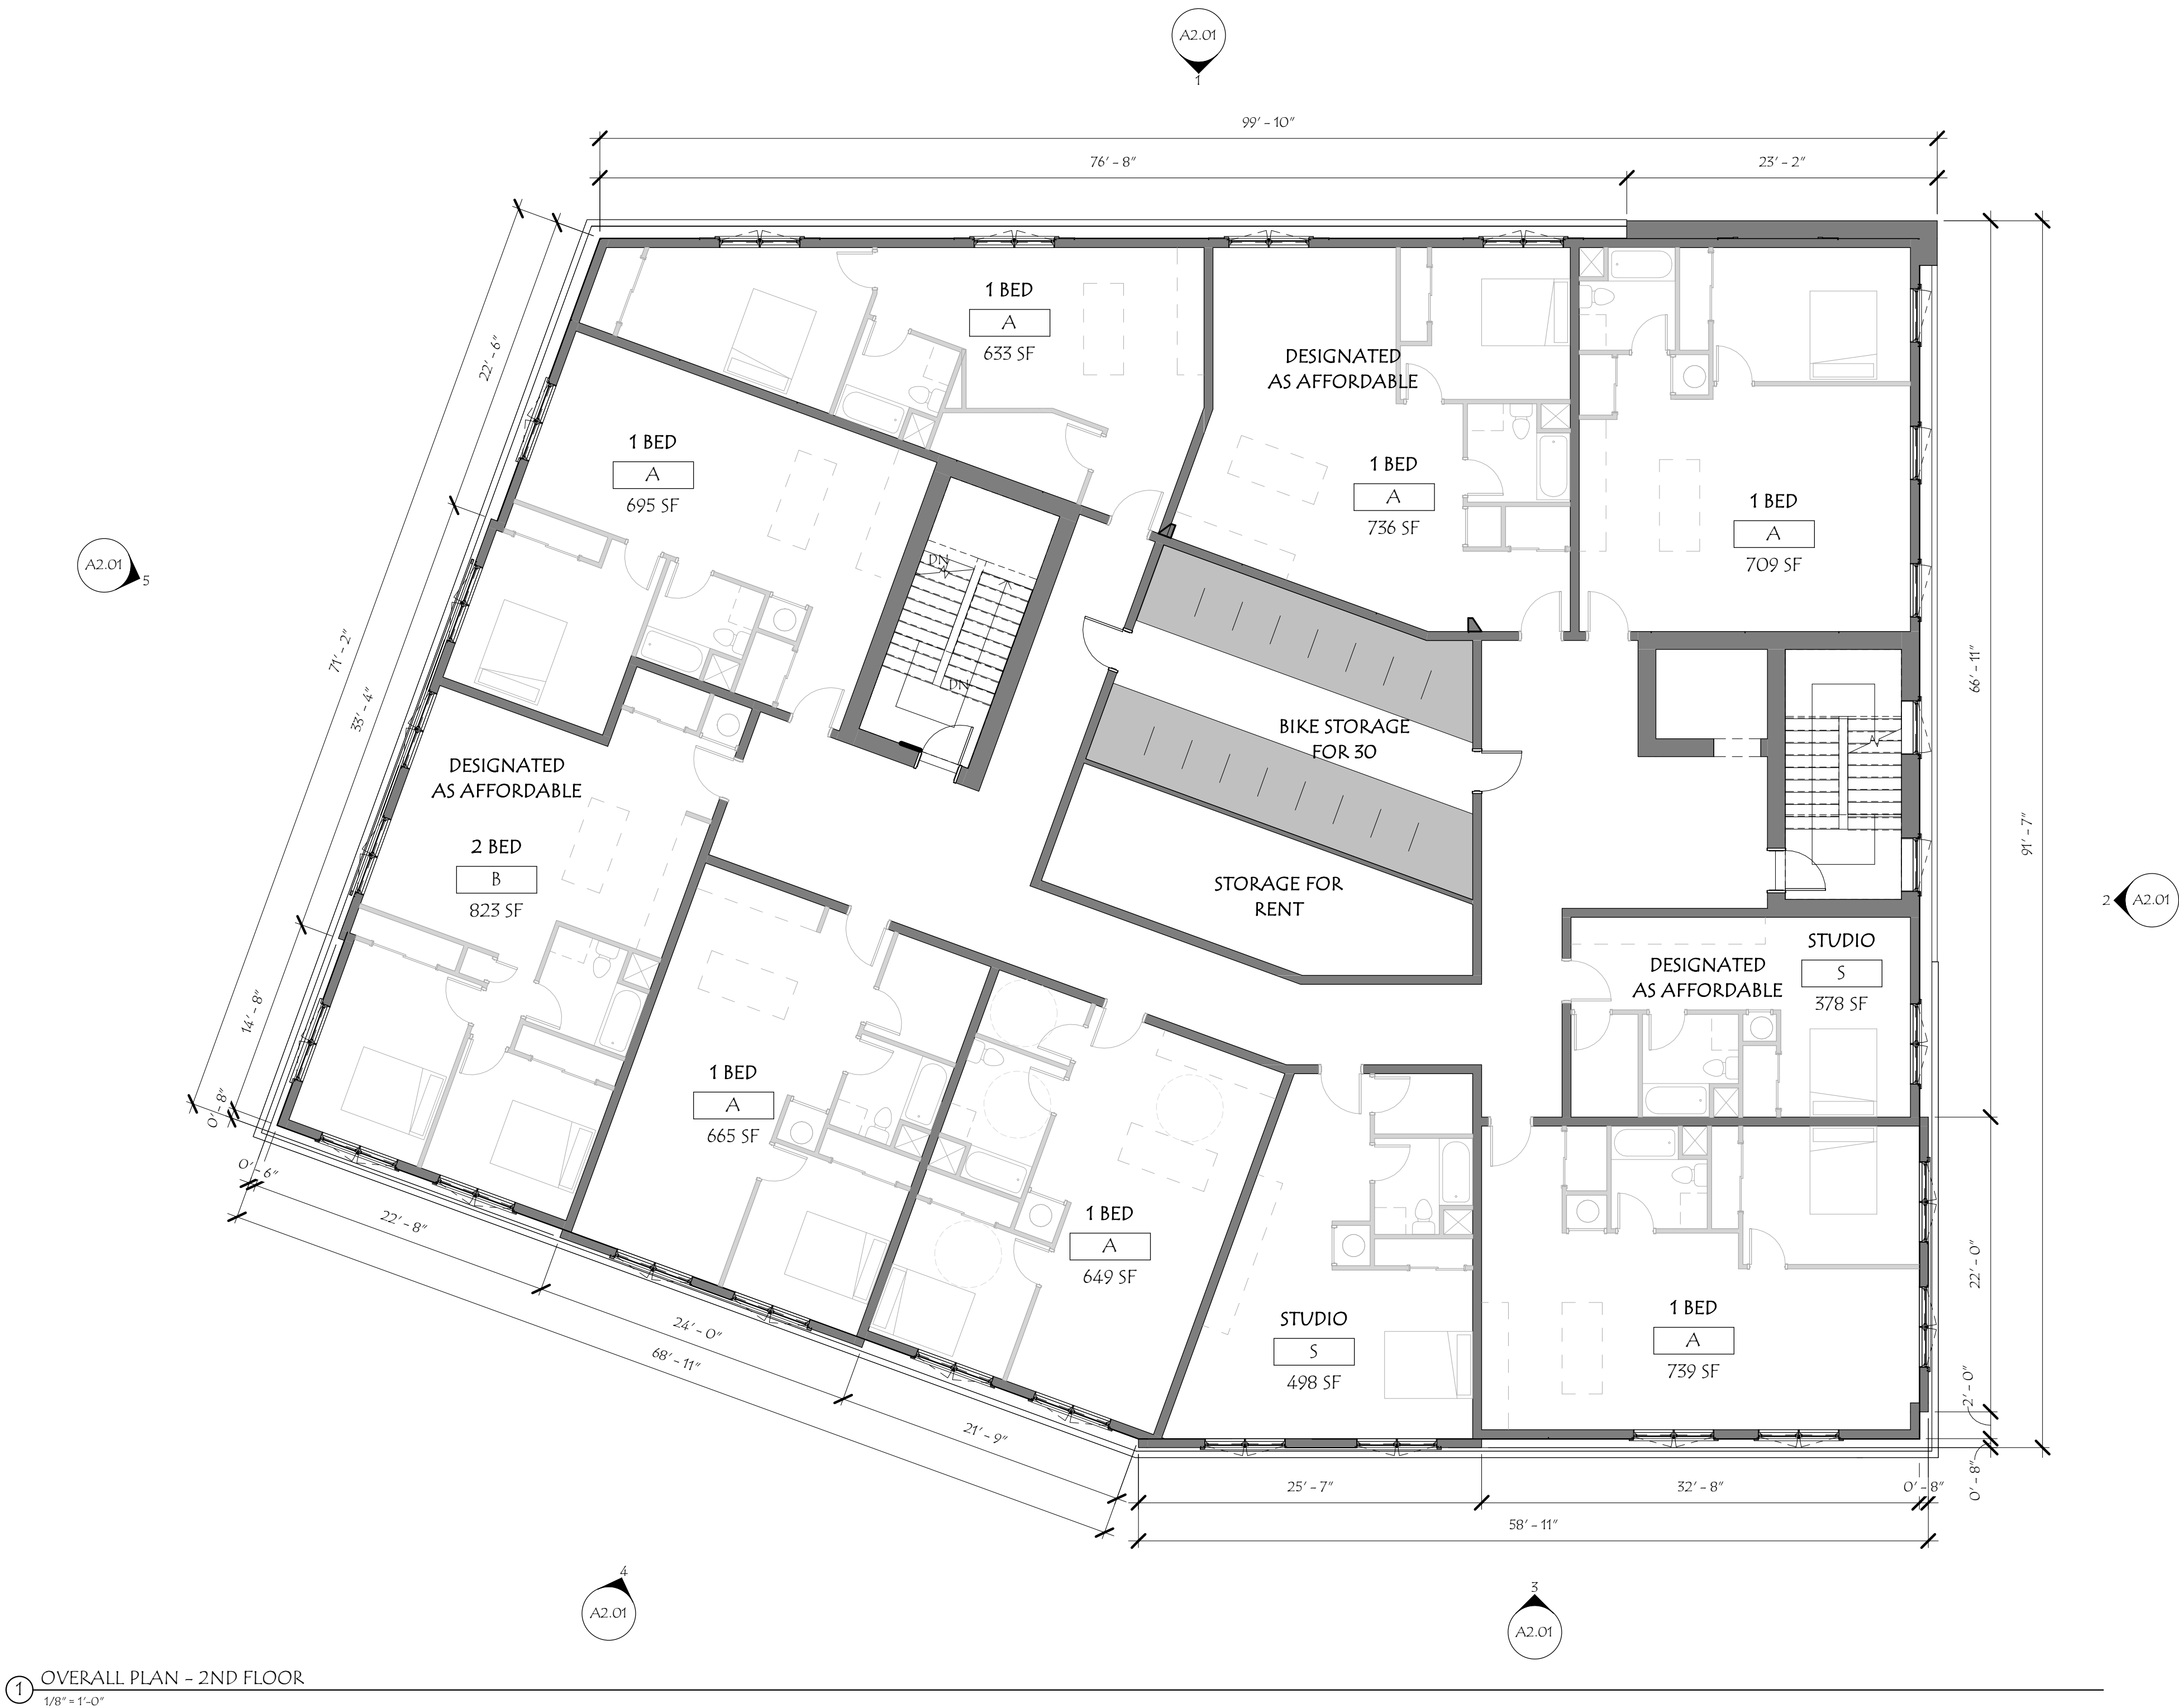 A2.01
1
99' - 10"
76' - 8"
23' - 2"
22' - 6"
71' - 2"
33' - 4"
14' - 8"
0' - 8"
A2.01
5
1 BED
A
633 SF
DESIGNATED
AS AFFORDABLE
1 BED
A
736 SF
1 BED
A
709 SF
1 BED
A
695 SF
DN
DN
BIKE STORAGE
FOR 30
STORAGE FOR
RENT
DESIGNATED
AS AFFORDABLE
2 BED
B
823 SF
1 BED
A
665 SF
1 BED
A
649 SF
STUDIO
S
498 SF
DESIGNATED
AS AFFORDABLE
STUDIO
S
378 SF
1 BED
A
739 SF
66' - 11"
91' - 7"
2
A2.01
22' - 0"
2' - 0"
0' - 8"
0' - 6"
22' - 8"
24' - 0"
68' - 11"
21' - 9"
25' - 7"
32' - 8"
0' - 8"
58' - 11"
4
A2.01
3
A2.01
1
OVERALL PLAN - 2ND FLOOR
1/8" = 1'-0"